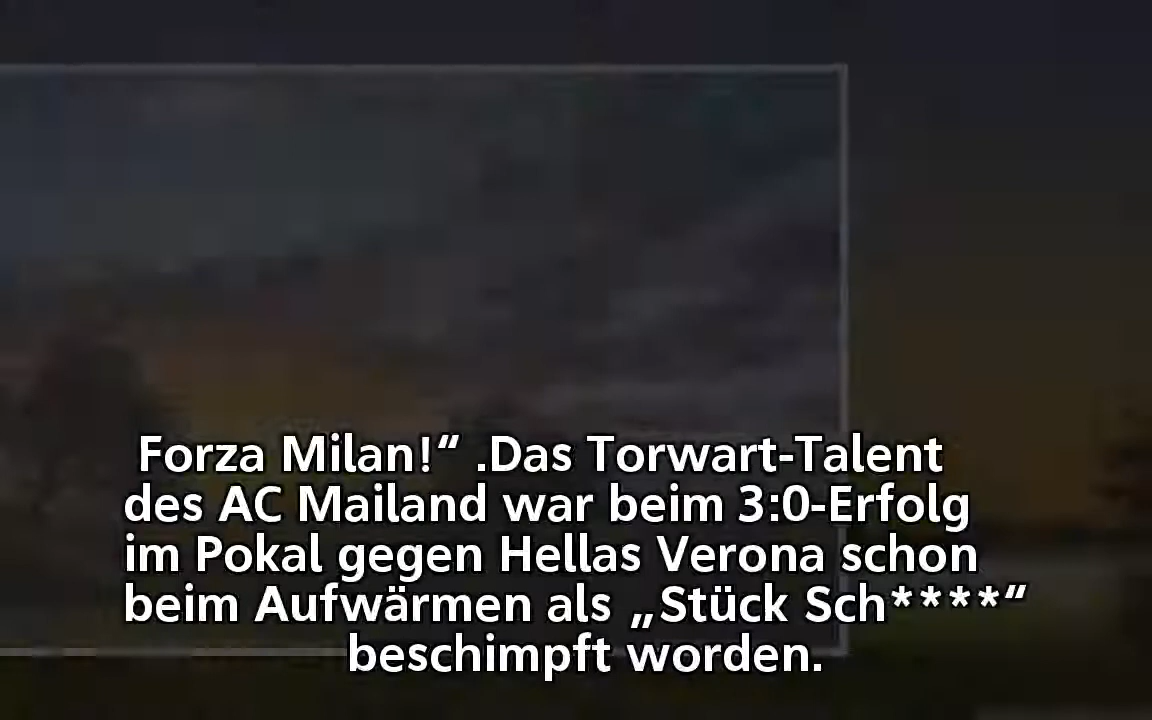 Forza Milan!“ .Das Torwart-Talent
des AC Mailand war beim 3:0-Erfolg
im Pokal gegen Hellas Verona schon
beim Aufwärmen als „Stück Sch****“
beschimpft worden.